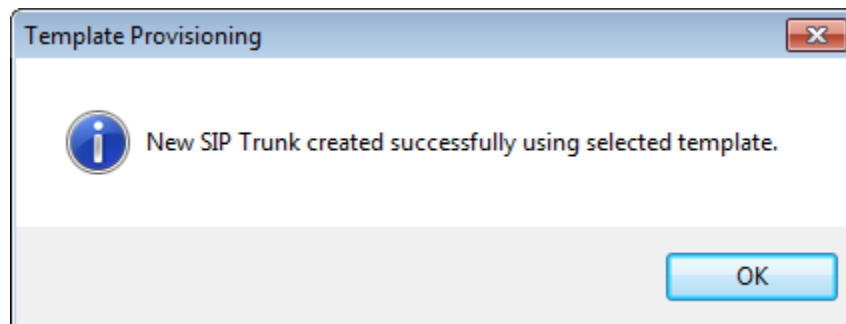 Template Provisioning
New SIP Trunk created successfully using selected template.
OK